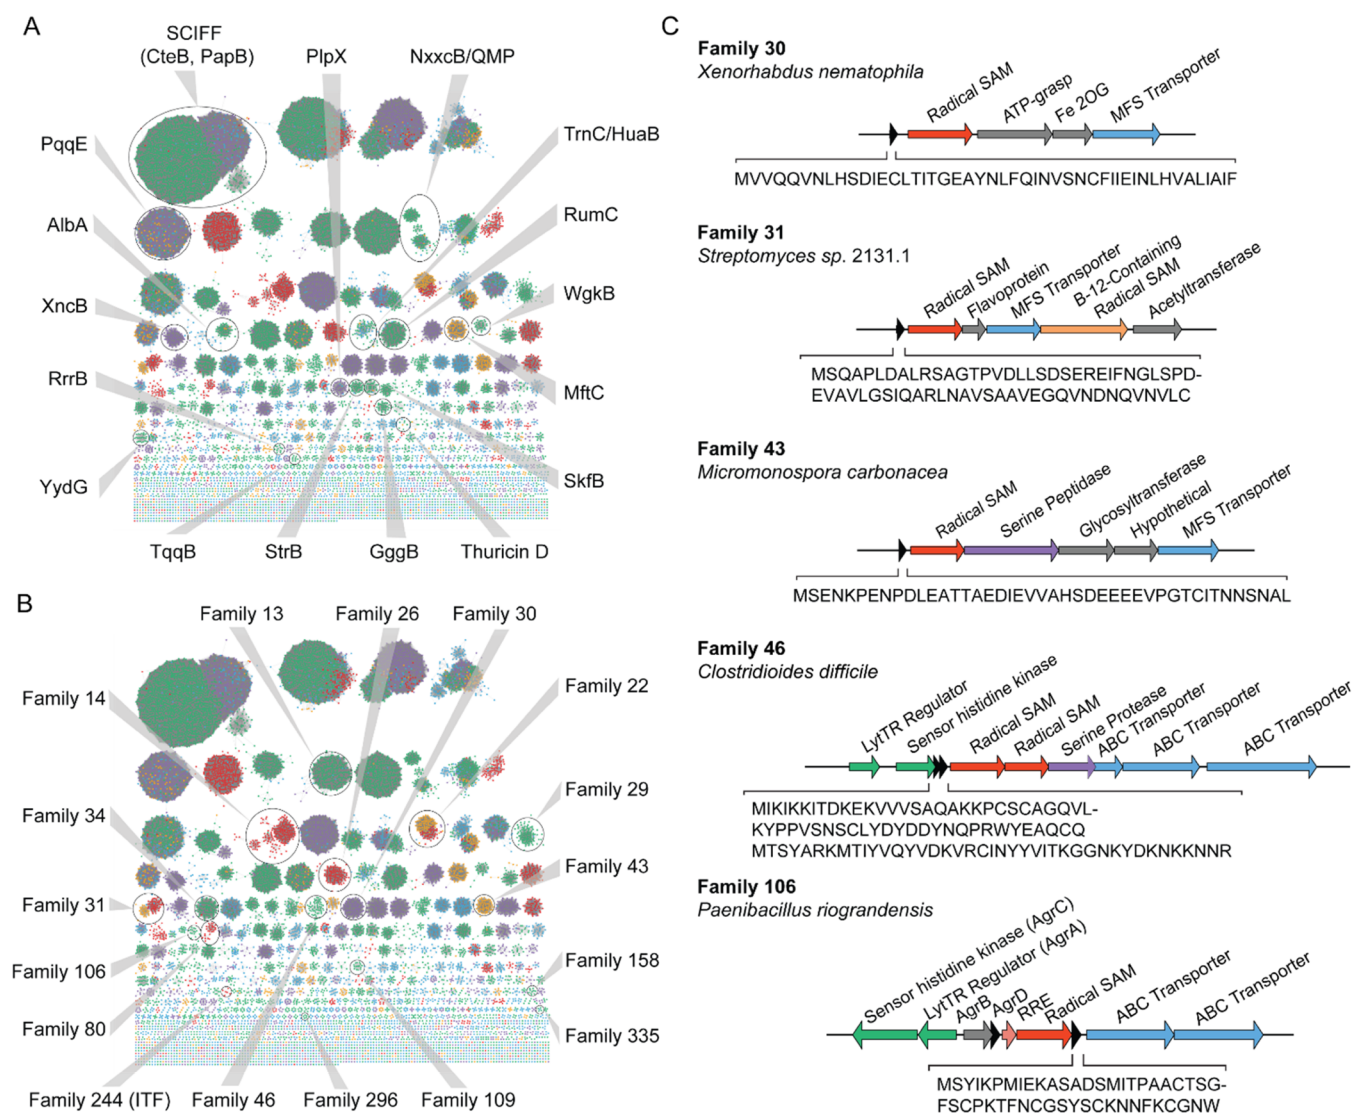 A
SCIFF
(CteB, PapB)
PlpX
NxxcB/QMP
PqqE
TrnC/HuaB
AlbA
RumC
XncB
WgkB
RrrB
MftC
YydG
SkfB
TqqB
StrB
GggB
Thuricin D
B
Family 13
Family 26
Family 30
Family 14
Family 22
Family 34
Family 29
Family 31
Family 43
Family 106
Family 158
Family 80
Family 335
Family 244 (ITF)
Family 46
Family 296
Family 109
C
Family 30
Xenorhabdus nematophila
Radical SAM
ATP-grasp
Fe 2OG
MFS Transporter
MVVQQVNLHSDIECLTITGEAYNLFQINVSNCFIIEINLHVALIAIF
Family 31
Streptomyces sp. 2131.1
Radical SAM
Flavoprotein
MFS Transporter
B-12-Containing
Radical SAM
Acetyltransferase
MSQAPLDALRSAGTPVDLLSDSEREIFNGLSPD-
EVAVLGSIQARLNAVSAAVEGQVNDNQVNVLC
Family 43
Micromonospora carbonacea
Radical SAM
Serine Peptidase
Glycosyltransferase
Hypothetical
MFS Transporter
MSENKPENPDLEATTAEDIEVVAHSDEEEEVPGTCITNNSNAL
Family 46
Clostridioides difficile
LytTR Regulator
Sensor histidine kinase
Radical SAM
Radical SAM
Serine Protease
ABC Transporter
ABC Transporter
ABC Transporter
MIKIKKITDKEKVVVSAQAKKPCSCAGQVL-
KYPPVSNSCLYDYDDYNQPRWYEAQCQ
MTSYARKMTIYVQYVDKVRCINYYVITKGGNKYDKNKKNNR
Family 106
Paenibacillus riograndensis
Sensor histidine kinase (AgrC)
LytTR Regulator (AgrA)
AgrB
AgrD
RRE
Radical SAM
ABC Transporter
ABC Transporter
MSYIKPMIEKASADSMITPAACTSG-
FSCPKTFNCGSYSCKNNFKCGNW